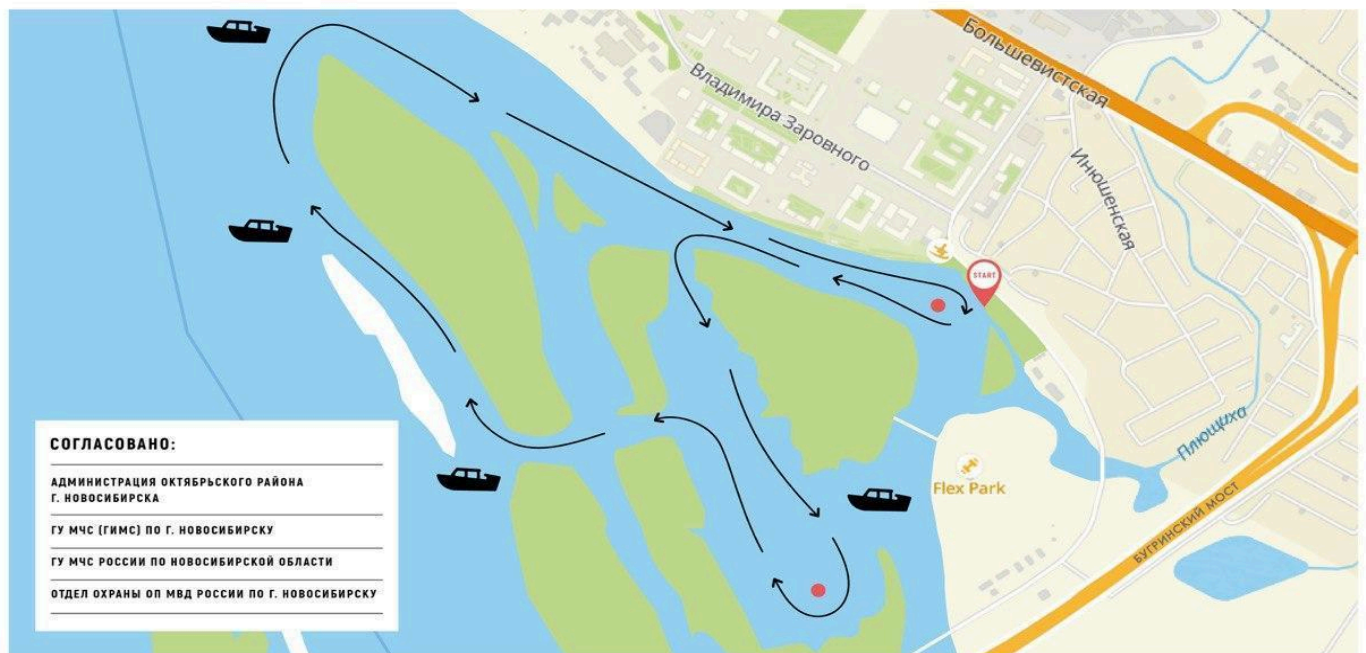 Большевистская
Владимира Заровного
Инюшенская
START
Плющиха
Flex Park
БУГРИНСКИЙ МОСТ
СОГЛАСОВАНО:
АДМИНИСТРАЦИЯ ОКТЯБРЬСКОГО РАЙОНА
Г. НОВОСИБИРСКА
ГУ МЧС (ГИМС) ПО Г. НОВОСИБИРСКУ
ГУ МЧС РОССИИ ПО НОВОСИБИРСКОЙ ОБЛАСТИ
ОТДЕЛ ОХРАНЫ ОП МВД РОССИИ ПО Г. НОВОСИБИРСКУ